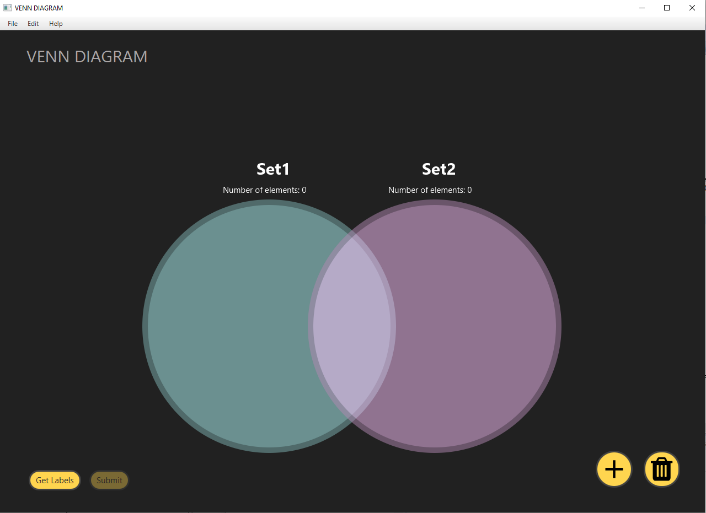 VENN DIAGRAM
File Edit Help
VENN DIAGRAM
Set1 Set2
Number of elements: 0 Number of elements: 0
Get Labels Submit